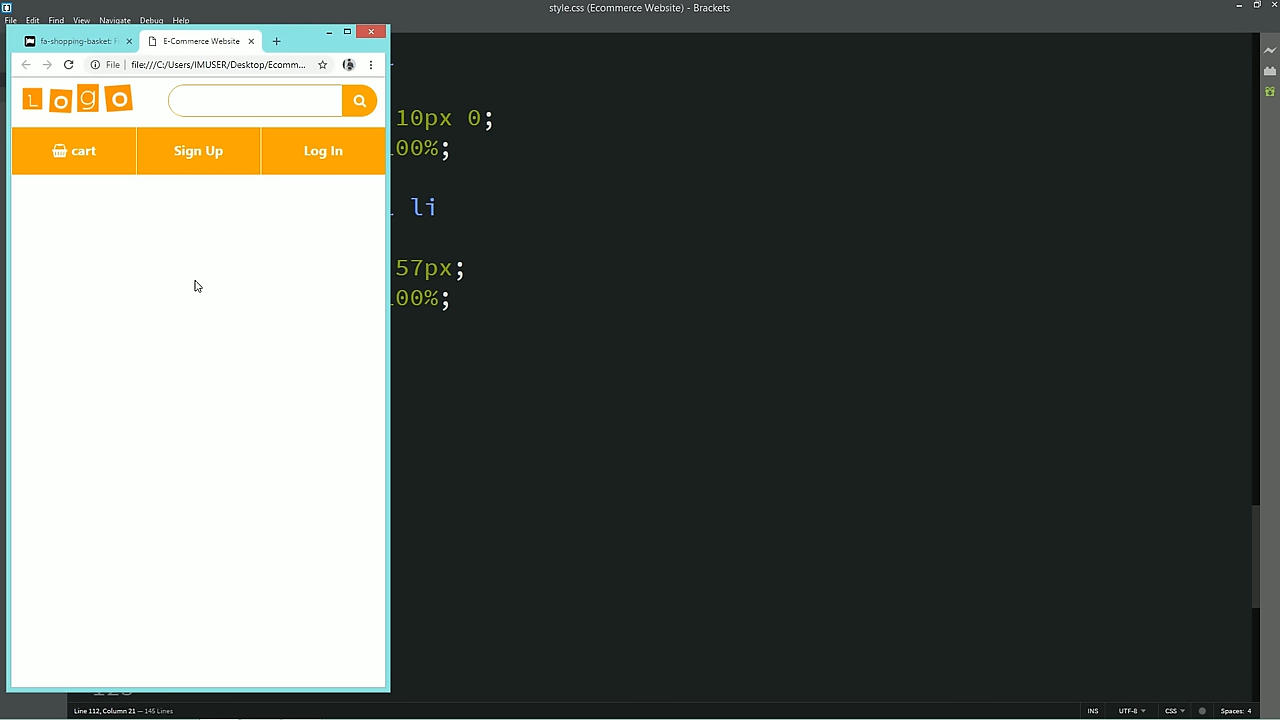 style.css (Ecommerce Website) - Brackets
File Edit Find View Navigate Debug Help
fa-shopping-basket: F
E-Commerce Website
File
file:///C:/Users/IMUSER/Desktop/Ecomm...
LOGO
10px 0;
00%;
li
57px;
00%;
cart
Sign Up
Log In
Line 112, Column 21 — 145 Lines
INS
UTF-8
CSS
Spaces: 4